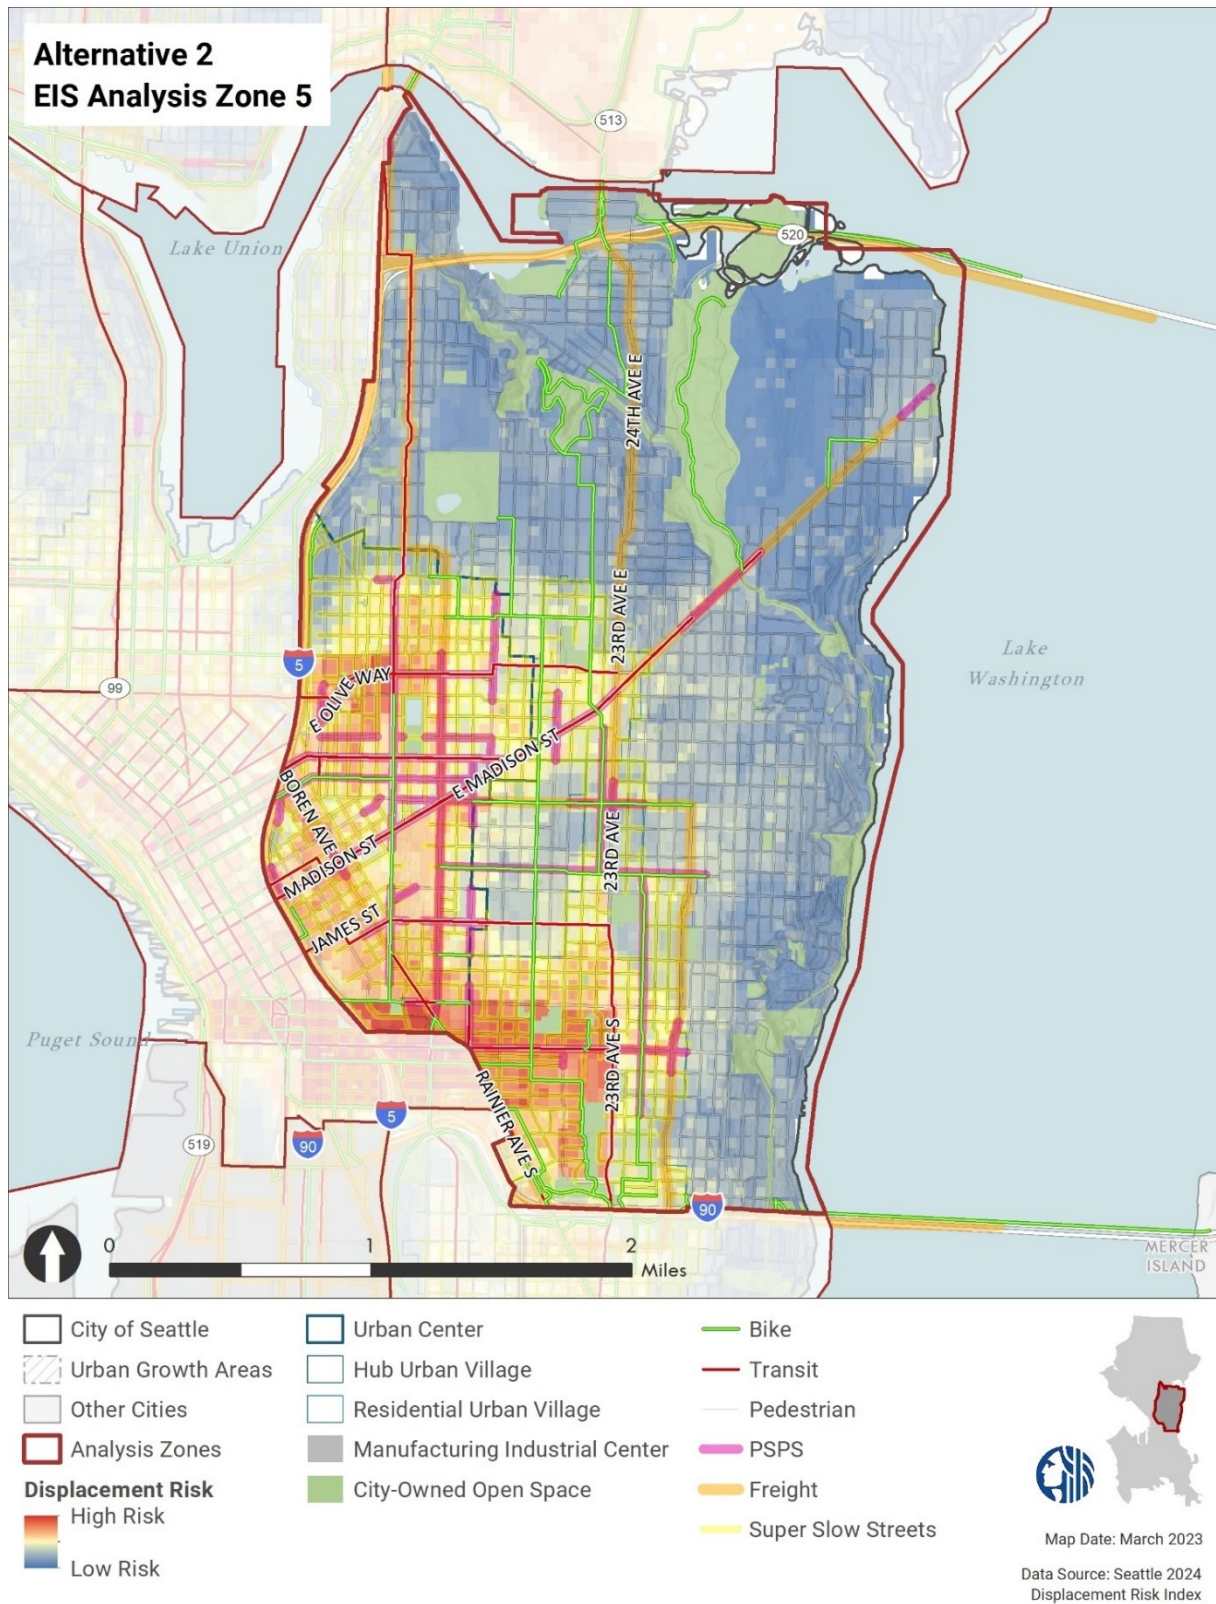 Alternative 2
EIS Analysis Zone 5
513
520
Lake Union
24TH AVE E
23RD AVE E
Lake
Washington
5
99
E OLIVE WAY
E MADISON ST
BOREN AVE
MADISON ST
23RD AVE
JAMES ST
Puget Sound
23RD AVE S
RAINIER AVE S
5
90
519
90
0 1 2
Miles
MERCER
ISLAND
City of Seattle
Urban Growth Areas
Other Cities
Analysis Zones
Displacement Risk
High Risk
Low Risk
Urban Center
Hub Urban Village
Residential Urban Village
Manufacturing Industrial Center
City-Owned Open Space
Bike
Transit
Pedestrian
PSPS
Freight
Super Slow Streets
Map Date: March 2023
Data Source: Seattle 2024
Displacement Risk Index